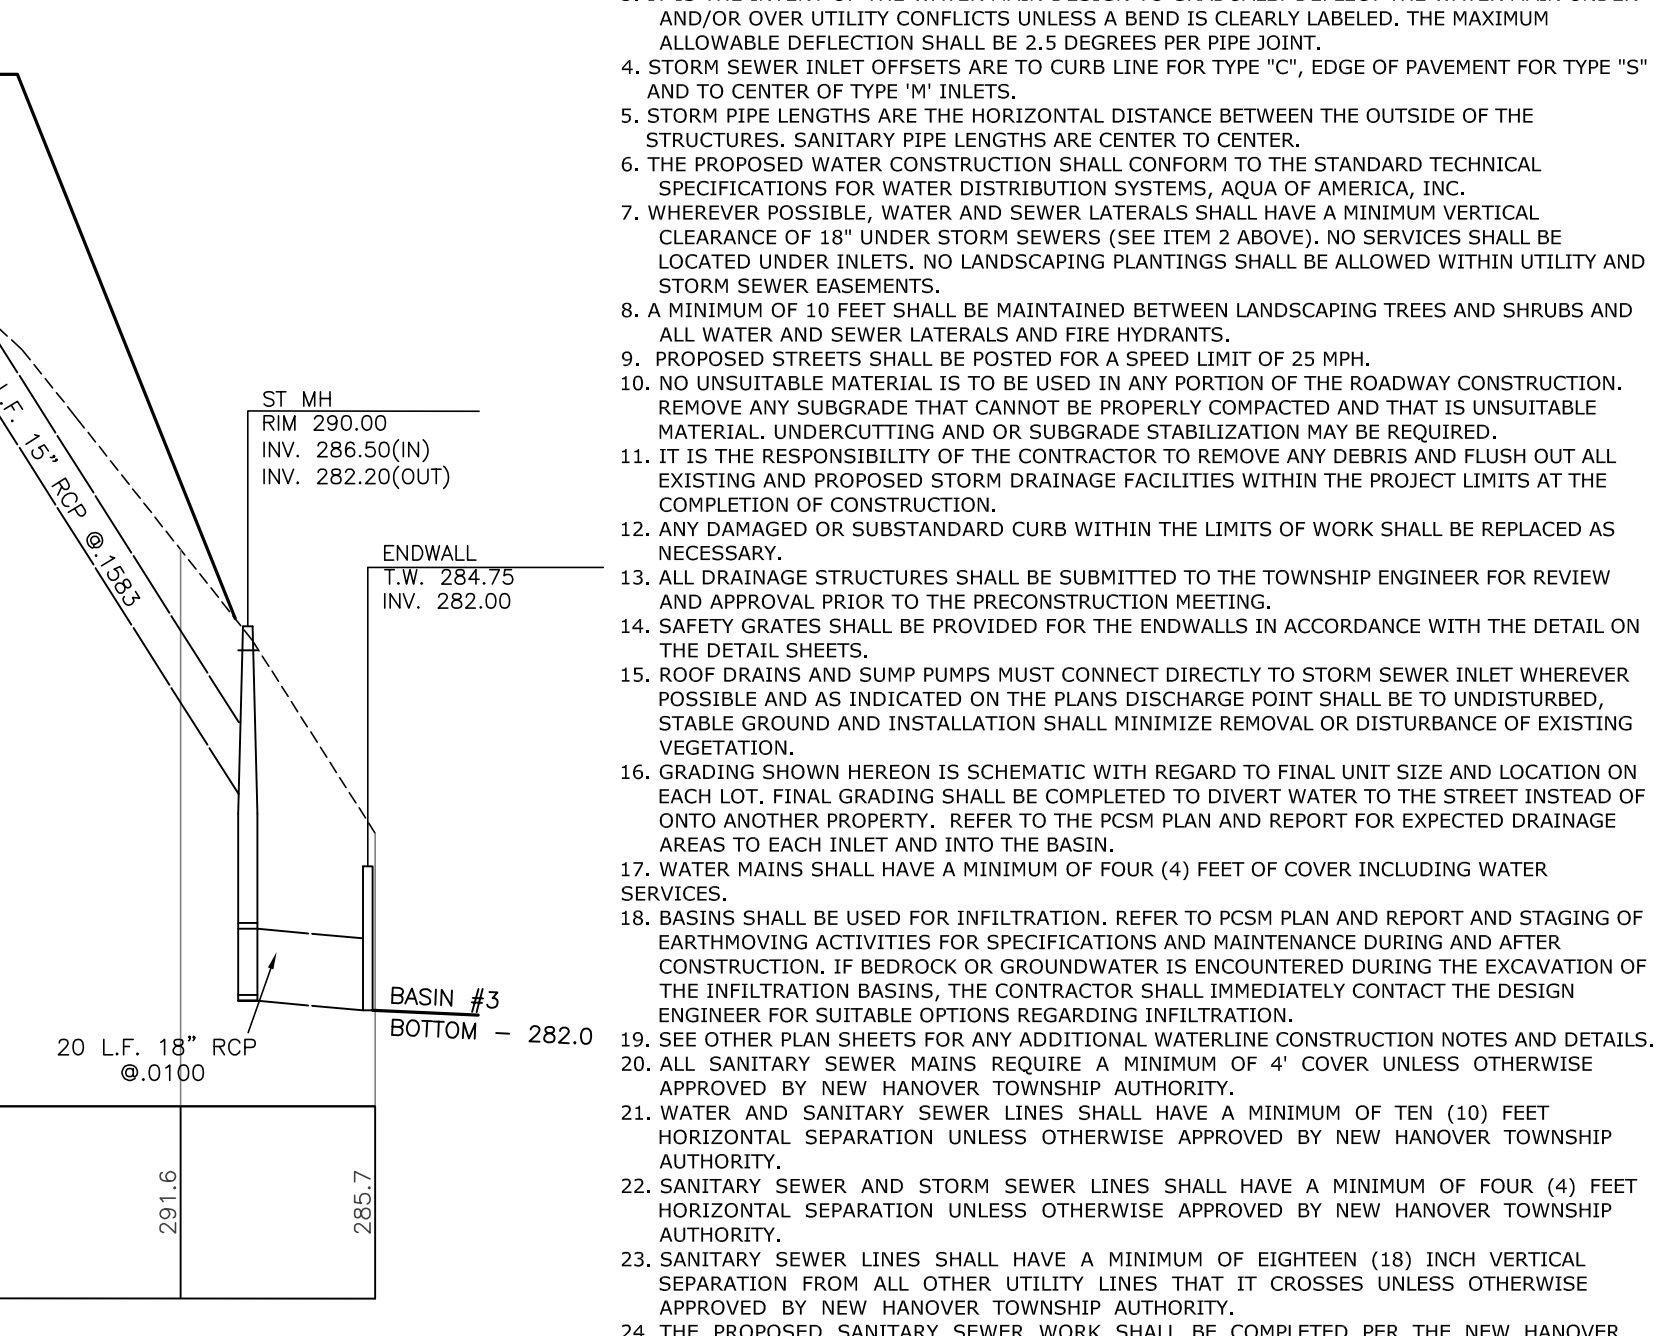 AND/OR OVER UTILITY CONFLICTS UNLESS A BEND IS CLEARLY LABELED. THE MAXIMUM
ALLOWABLE DEFLECTION SHALL BE 2.5 DEGREES PER PIPE JOINT.
4. STORM SEWER INLET OFFSETS ARE TO CURB LINE FOR TYPE "C", EDGE OF PAVEMENT FOR TYPE "S"
AND TO CENTER OF TYPE 'M' INLETS.
5. STORM PIPE LENGTHS ARE THE HORIZONTAL DISTANCE BETWEEN THE OUTSIDE OF THE
STRUCTURES. SANITARY PIPE LENGTHS ARE CENTER TO CENTER.
6. THE PROPOSED WATER CONSTRUCTION SHALL CONFORM TO THE STANDARD TECHNICAL
SPECIFICATIONS FOR WATER DISTRIBUTION SYSTEMS, AQUA OF AMERICA, INC.
7. WHEREVER POSSIBLE, WATER AND SEWER LATERALS SHALL HAVE A MINIMUM VERTICAL
CLEARANCE OF 18" UNDER STORM SEWERS (SEE ITEM 2 ABOVE). NO SERVICES SHALL BE
LOCATED UNDER INLETS. NO LANDSCAPING PLANTINGS SHALL BE ALLOWED WITHIN UTILITY AND
STORM SEWER EASEMENTS.
8. A MINIMUM OF 10 FEET SHALL BE MAINTAINED BETWEEN LANDSCAPING TREES AND SHRUBS AND
ALL WATER AND SEWER LATERALS AND FIRE HYDRANTS.
9. PROPOSED STREETS SHALL BE POSTED FOR A SPEED LIMIT OF 25 MPH.
10. NO UNSUITABLE MATERIAL IS TO BE USED IN ANY PORTION OF THE ROADWAY CONSTRUCTION.
REMOVE ANY SUBGRADE THAT CANNOT BE PROPERLY COMPACTED AND THAT IS UNSUITABLE
MATERIAL. UNDERCUTTING AND OR SUBGRADE STABILIZATION MAY BE REQUIRED.
11. IT IS THE RESPONSIBILITY OF THE CONTRACTOR TO REMOVE ANY DEBRIS AND FLUSH OUT ALL
EXISTING AND PROPOSED STORM DRAINAGE FACILITIES WITHIN THE PROJECT LIMITS AT THE
COMPLETION OF CONSTRUCTION.
12. ANY DAMAGED OR SUBSTANDARD CURB WITHIN THE LIMITS OF WORK SHALL BE REPLACED AS
NECESSARY.
13. ALL DRAINAGE STRUCTURES SHALL BE SUBMITTED TO THE TOWNSHIP ENGINEER FOR REVIEW
AND APPROVAL PRIOR TO THE PRECONSTRUCTION MEETING.
14. SAFETY GRATES SHALL BE PROVIDED FOR THE ENDWALLS IN ACCORDANCE WITH THE DETAIL ON
THE DETAIL SHEETS.
15. ROOF DRAINS AND SUMP PUMPS MUST CONNECT DIRECTLY TO STORM SEWER INLET WHEREVER
POSSIBLE AND AS INDICATED ON THE PLANS DISCHARGE POINT SHALL BE TO UNDISTURBED,
STABLE GROUND AND INSTALLATION SHALL MINIMIZE REMOVAL OR DISTURBANCE OF EXISTING
VEGETATION.
16. GRADING SHOWN HEREON IS SCHEMATIC WITH REGARD TO FINAL UNIT SIZE AND LOCATION ON
EACH LOT. FINAL GRADING SHALL BE COMPLETED TO DIVERT WATER TO THE STREET INSTEAD OF
ONTO ANOTHER PROPERTY. REFER TO THE PCSM PLAN AND REPORT FOR EXPECTED DRAINAGE
AREAS TO EACH INLET AND INTO THE BASIN.
17. WATER MAINS SHALL HAVE A MINIMUM OF FOUR (4) FEET OF COVER INCLUDING WATER
SERVICES.
18. BASINS SHALL BE USED FOR INFILTRATION. REFER TO PCSM PLAN AND REPORT AND STAGING OF
EARTHMOVING ACTIVITIES FOR SPECIFICATIONS AND MAINTENANCE DURING AND AFTER
CONSTRUCTION. IF BEDROCK OR GROUNDWATER IS ENCOUNTERED DURING THE EXCAVATION OF
THE INFILTRATION BASINS, THE CONTRACTOR SHALL IMMEDIATELY CONTACT THE DESIGN
ENGINEER FOR SUITABLE OPTIONS REGARDING INFILTRATION.
19. SEE OTHER PLAN SHEETS FOR ANY ADDITIONAL WATERLINE CONSTRUCTION NOTES AND DETAILS.
20. ALL SANITARY SEWER MAINS REQUIRE A MINIMUM OF 4' COVER UNLESS OTHERWISE
APPROVED BY NEW HANOVER TOWNSHIP AUTHORITY.
21. WATER AND SANITARY SEWER LINES SHALL HAVE A MINIMUM OF TEN (10) FEET
HORIZONTAL SEPARATION UNLESS OTHERWISE APPROVED BY NEW HANOVER TOWNSHIP
AUTHORITY.
22. SANITARY SEWER AND STORM SEWER LINES SHALL HAVE A MINIMUM OF FOUR (4) FEET
HORIZONTAL SEPARATION UNLESS OTHERWISE APPROVED BY NEW HANOVER TOWNSHIP
AUTHORITY.
23. SANITARY SEWER LINES SHALL HAVE A MINIMUM OF EIGHTEEN (18) INCH VERTICAL
SEPARATION FROM ALL OTHER UTILITY LINES THAT IT CROSSES UNLESS OTHERWISE
APPROVED BY NEW HANOVER TOWNSHIP AUTHORITY.
24. THE PROPOSED SANITARY SEWER WORK SHALL BE COMPLETED PER THE NEW HANOVER
ST MH
RIM 290.00
INV. 286.50(IN)
INV. 282.20(OUT)
ENDWALL
T.W. 284.75
INV. 282.00
L.F. 15" RCP @.1583
BASIN #3
BOTTOM - 282.0
20 L.F. 18" RCP
@.0100
291.6
285.7